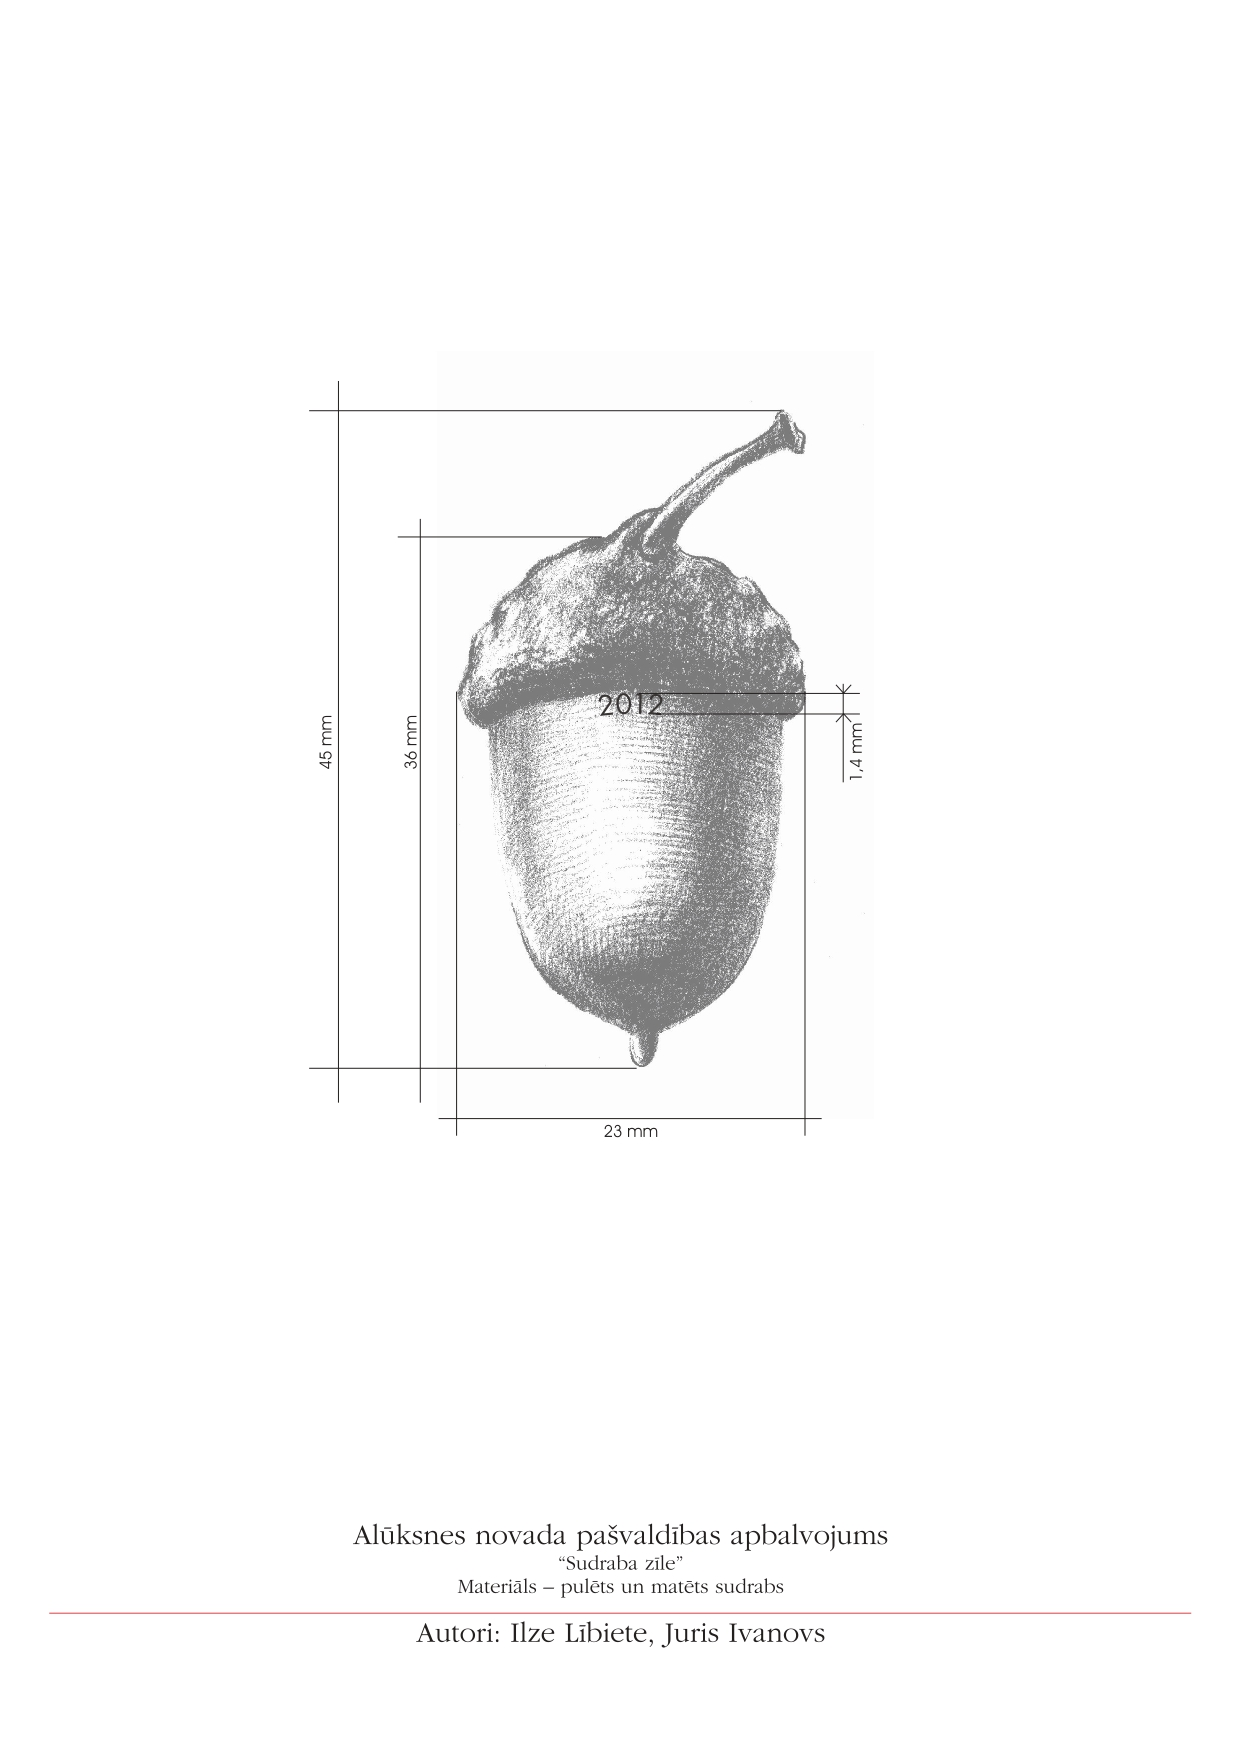 2012
45 mm
36 mm
1,4 mm
23 mm
Alūksnes novada pašvaldības apbalvojums
“Sudraba zīle”
Materiāls – pulēts un matēts sudrabs
Autori: Ilze Lībiete, Juris Ivanovs